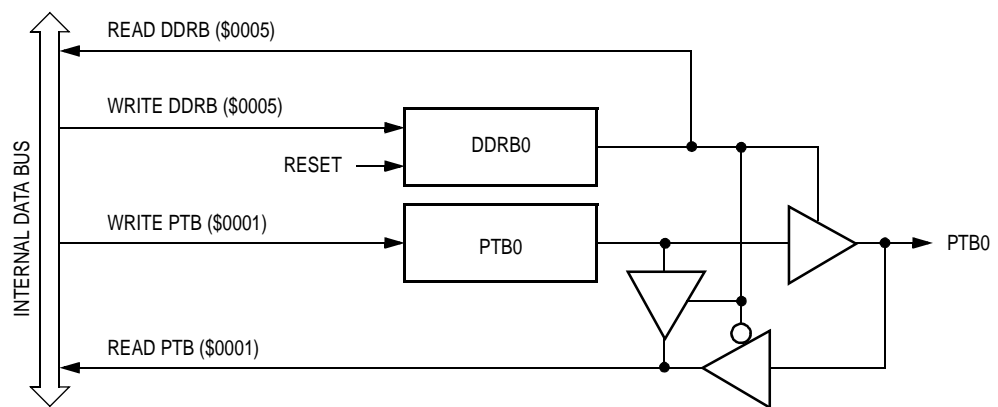 READ DDRB ($0005)
WRITE DDRB ($0005)
DDRB0
RESET
WRITE PTB ($0001)
PTB0
PTB0
READ PTB ($0001)
INTERNAL DATA BUS